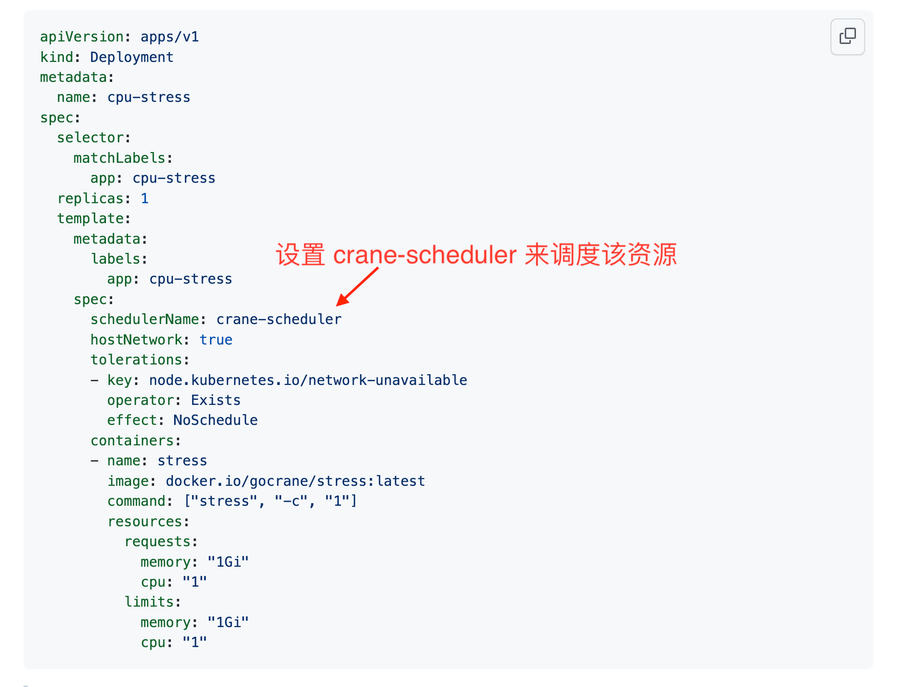 apiVersion: apps/v1
kind: Deployment
metadata:
  name: cpu-stress
spec:
  selector:
    matchLabels:
      app: cpu-stress
  replicas: 1
  template:
    metadata:
      labels:
        app: cpu-stress
设置 crane-scheduler 来调度该资源
    spec:
      schedulerName: crane-scheduler
      hostNetwork: true
      tolerations:
      - key: node.kubernetes.io/network-unavailable
        operator: Exists
        effect: NoSchedule
      containers:
      - name: stress
        image: docker.io/gocrane/stress:latest
        command: ["stress", "-c", "1"]
        resources:
          requests:
            memory: "1Gi"
            cpu: "1"
          limits:
            memory: "1Gi"
            cpu: "1"